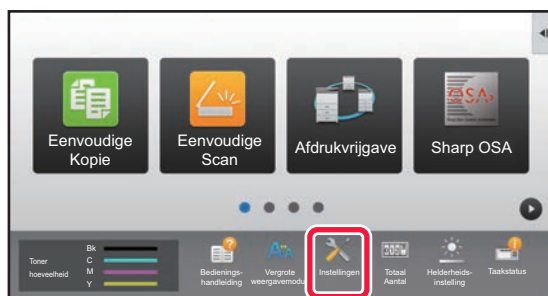 OSA
Eenvoudige
Kopie
Eenvoudige
Scan
Afdrukvrijgave
Sharp OSA
Toner
hoeveelheid
Bk
C
M
Y
Bedienings-
handleiding
Vergrote
weergavemodus
Instellingen
Totaal
Aantal
Helderheids-
instelling
Taakstatus